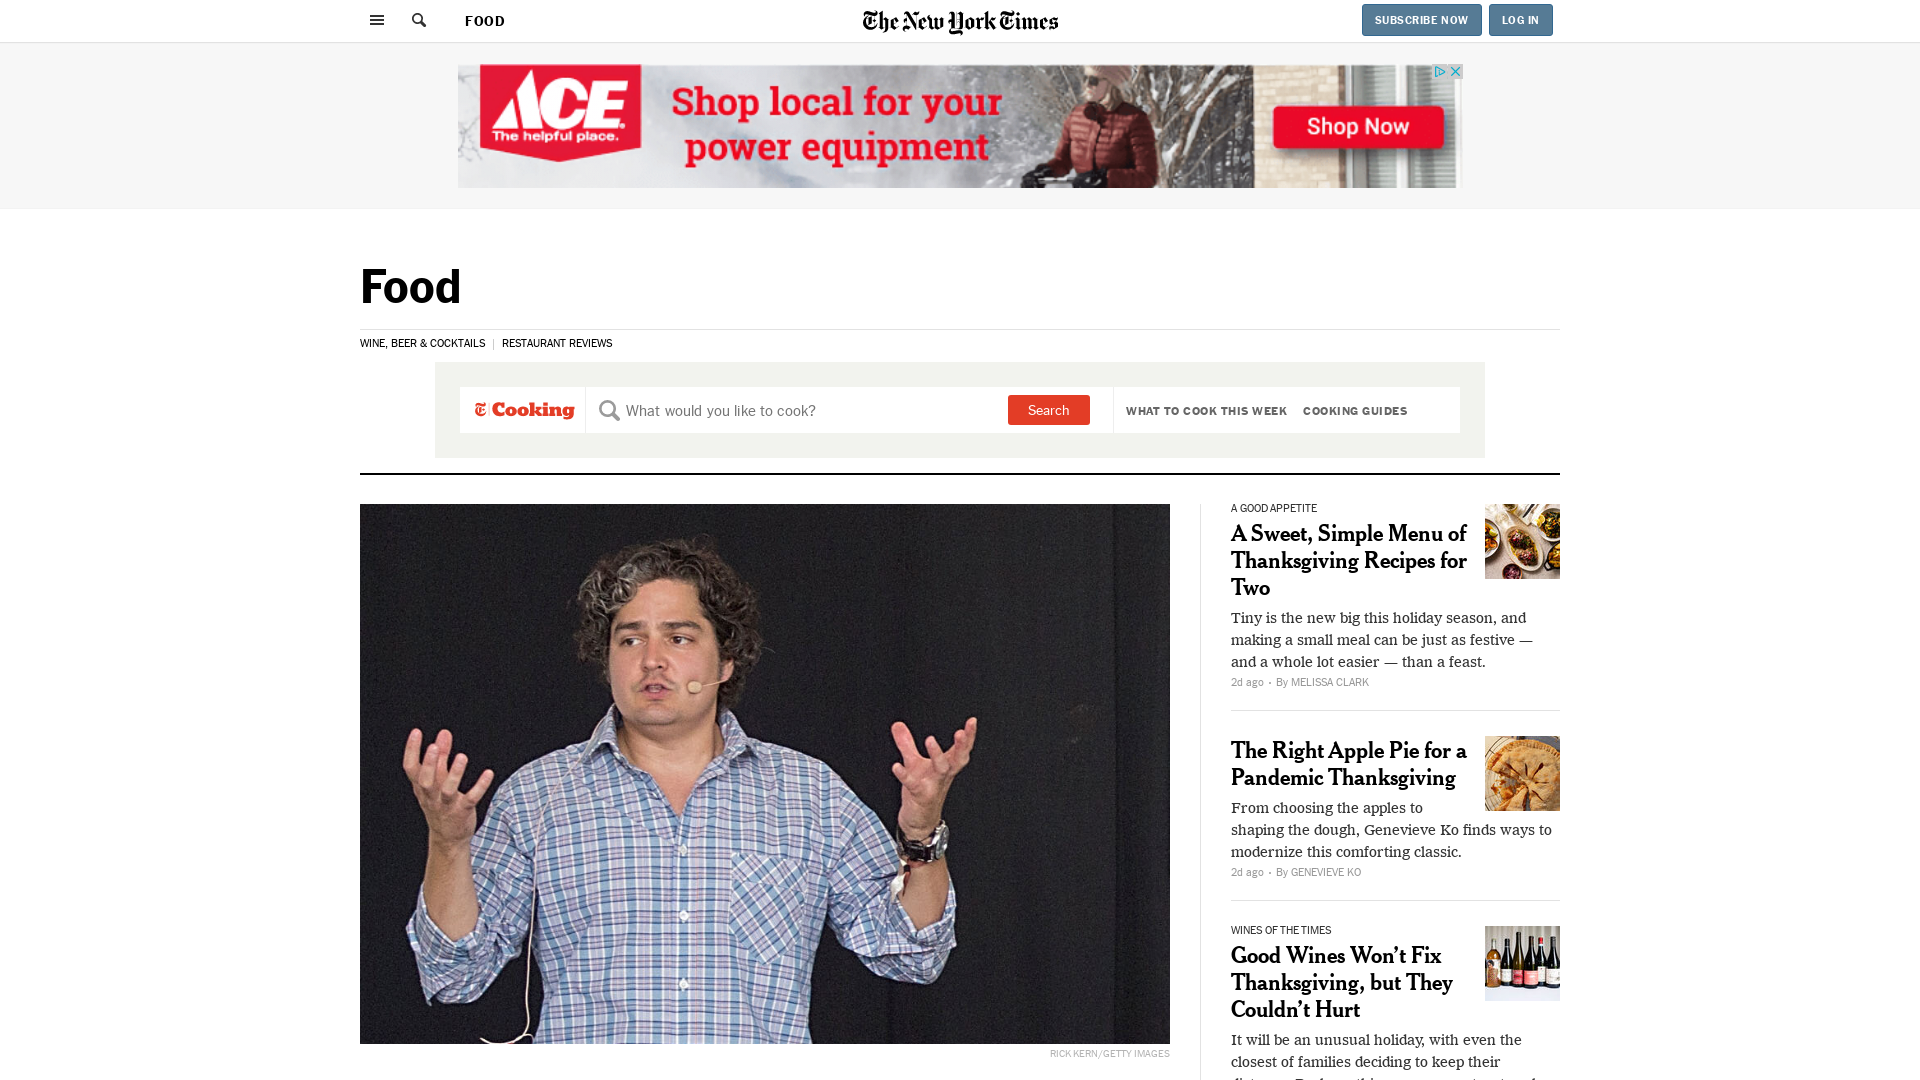 FOOD
The New York Times
SUBSCRIBE NOW
LOG IN
ACE
The helpful place.
Shop local for your
power equipment
Shop Now
Food
WINE, BEER & COCKTAILS
RESTAURANT REVIEWS
Cooking
What would you like to cook?
Search
WHAT TO COOK THIS WEEK
COOKING GUIDES
RICK KERN/GETTY IMAGES
A GOOD APPETITE
A Sweet, Simple Menu of
Thanksgiving Recipes for
Two
Tiny is the new big this holiday season, and
making a small meal can be just as festive —
and a whole lot easier — than a feast.
2d ago • By MELISSA CLARK
The Right Apple Pie for a
Pandemic Thanksgiving
From choosing the apples to
shaping the dough, Genevieve Ko finds ways to
modernize this comforting classic.
2d ago • By GENEVIEVE KO
WINES OF THE TIMES
Good Wines Won’t Fix
Thanksgiving, but They
Couldn’t Hurt
It will be an unusual holiday, with even the
closest of families deciding to keep their